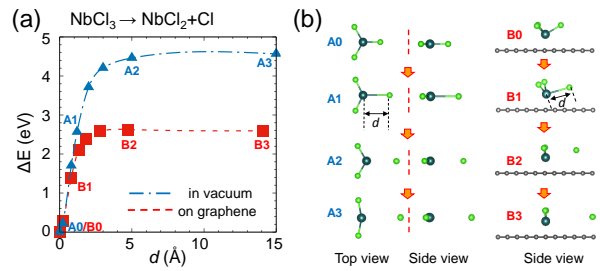 (a)
NbCl₃ → NbCl₂+Cl
ΔE (eV)
5
4
3
2
1
0
A1
A2
A3
B1
B2
B3
A0/B0
in vacuum
on graphene
0
5
10
15
d (Å)
(b)
A0
A1
d
A2
A3
Top view
Side view
B0
B1
d
B2
B3
Side view